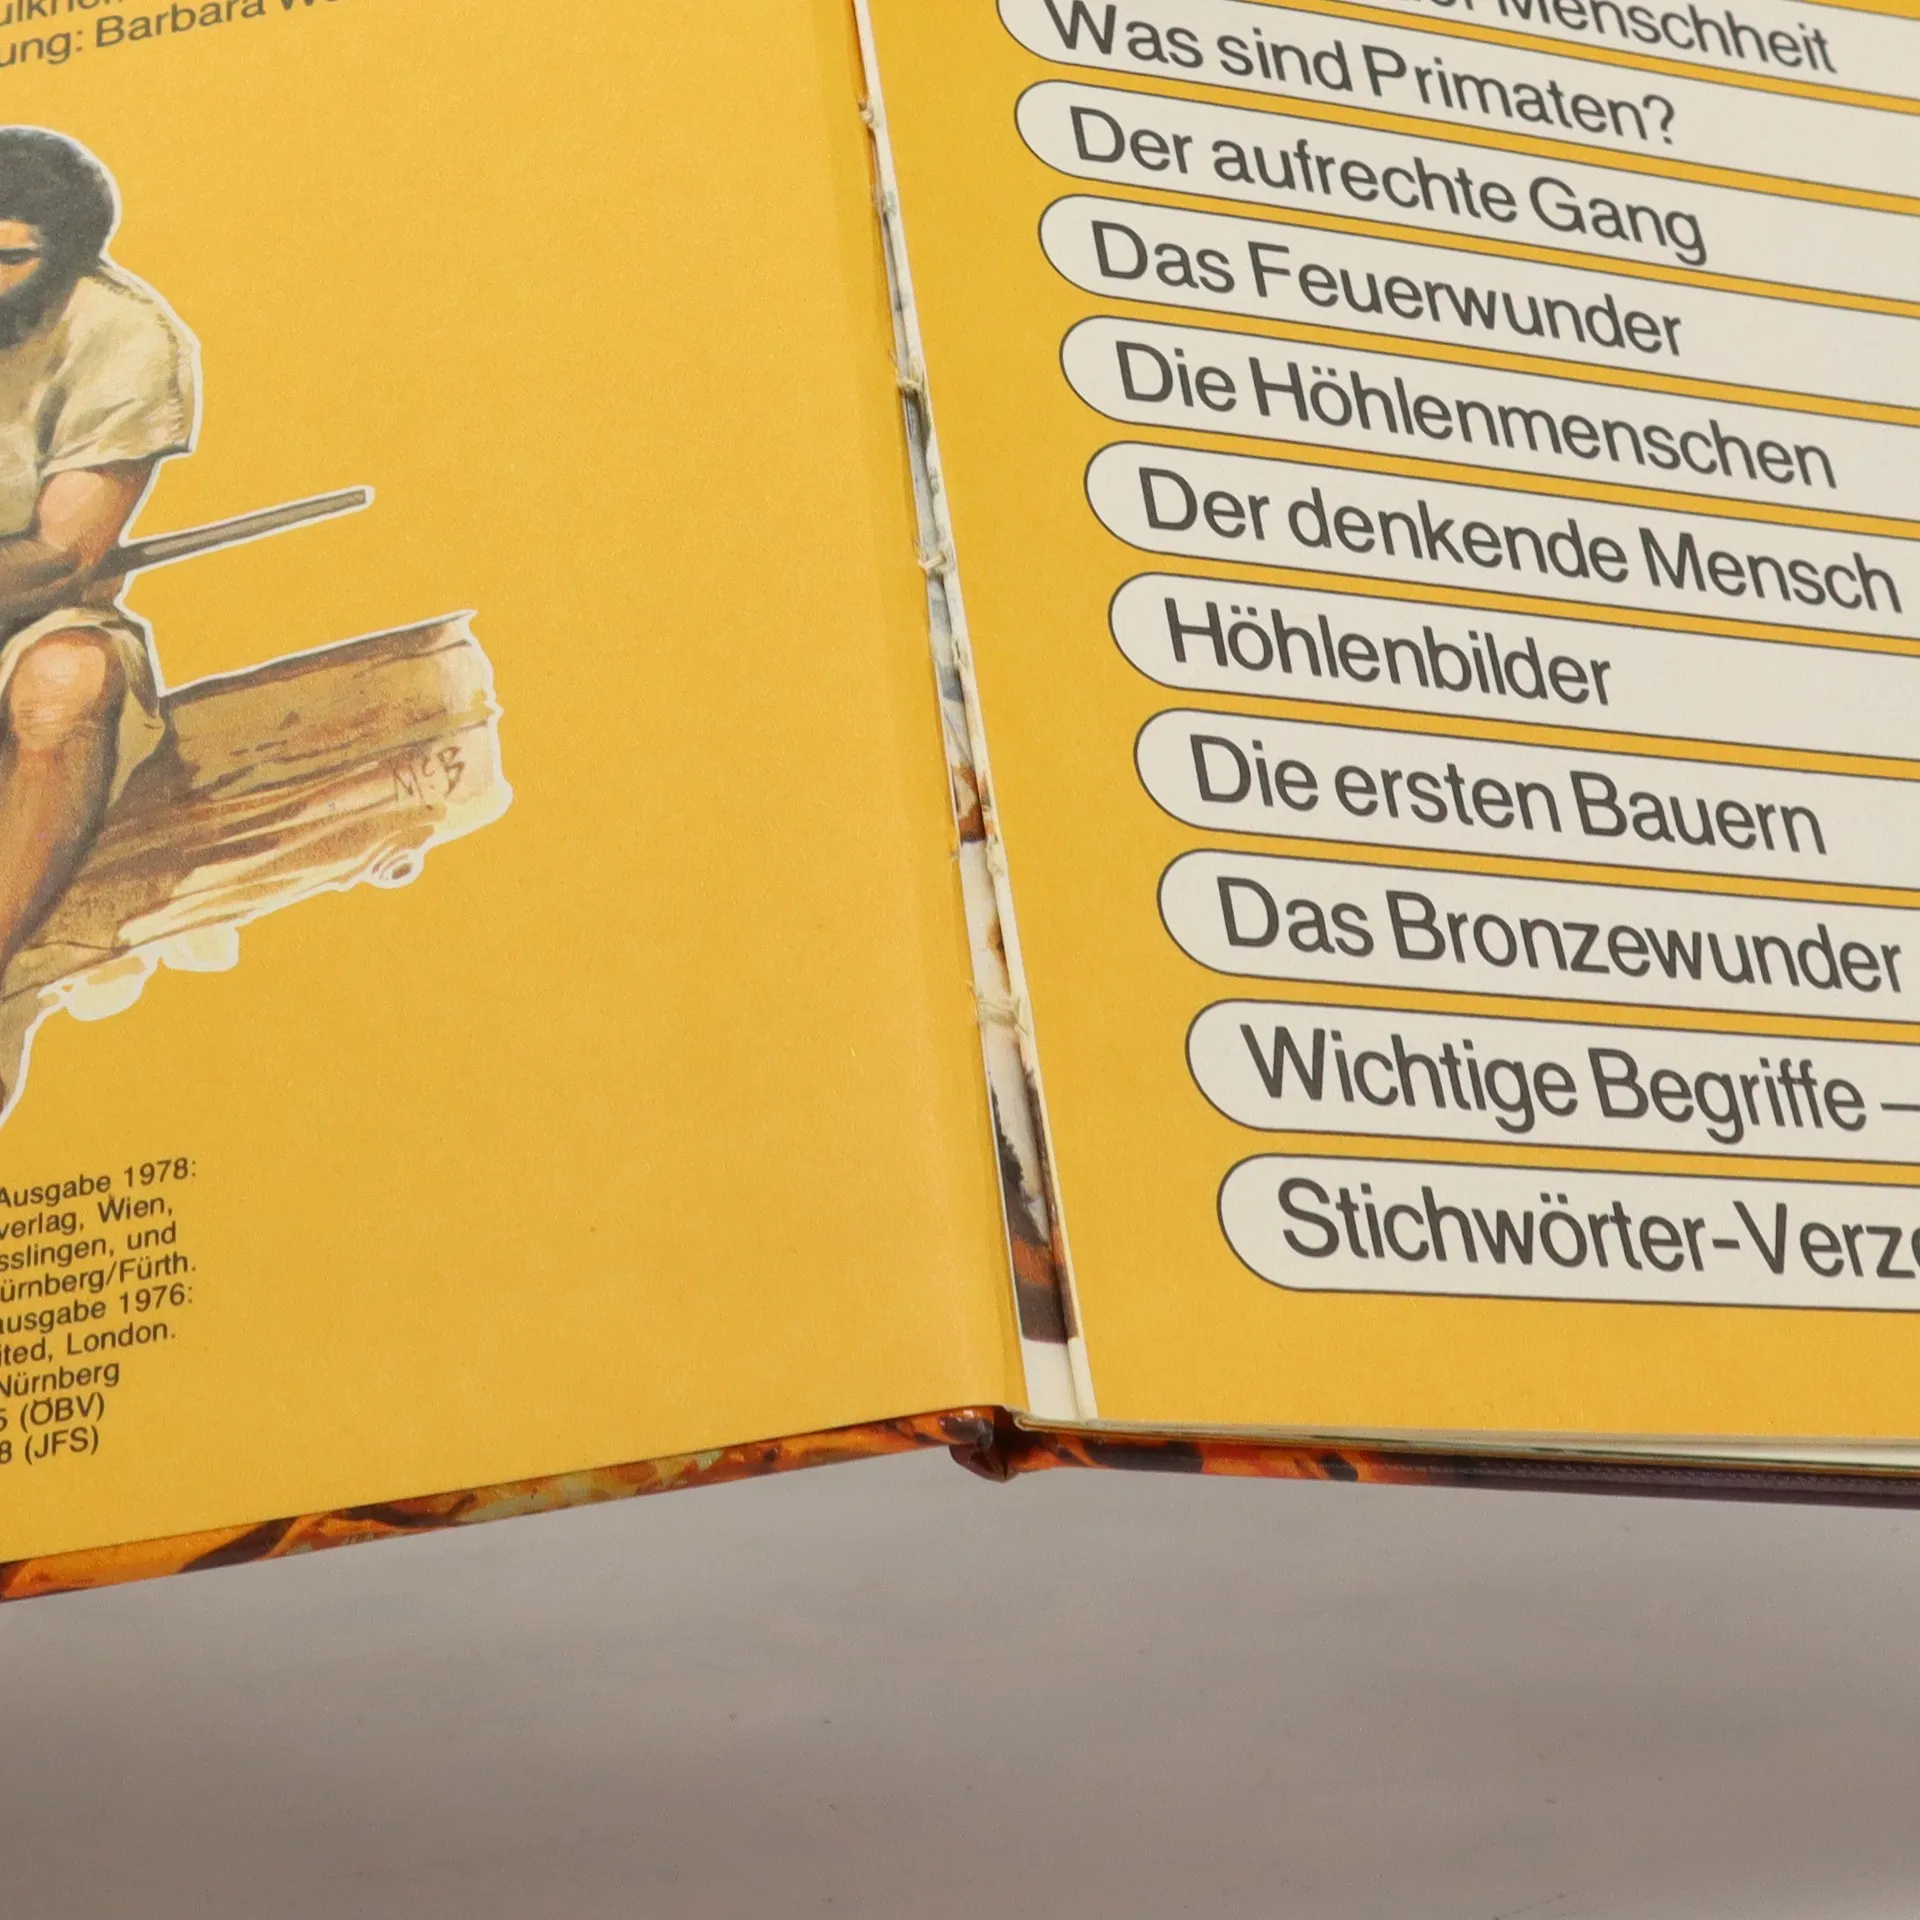 ung: Barbara
Menschheit
Was sind Primaten?
Der aufrechte Gang
Das Feuerwunder
Die Höhlenmenschen
Der denkende Mensch
Höhlenbilder
Die ersten Bauern
Das Bronzewunder
Wichtige Begriffe –
Stichwörter-Verz
McB
Ausgabe 1978:
verlag, Wien,
sslingen, und
ürnberg/Fürth.
ausgabe 1976:
ited, London.
Nürnberg
5 (ÖBV)
8 (JFS)